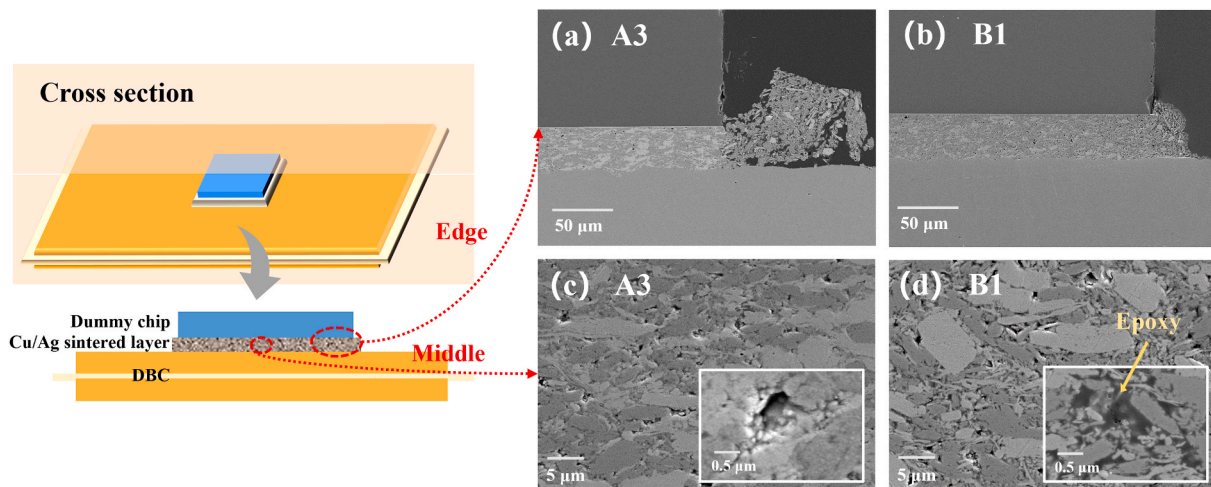 Cross section
Edge
Dummy chip
Cu/Ag sintered layer
Middle
DBC
(a) A3
50 μm
(b) B1
50 μm
(c) A3
5 μm
0.5 μm
(d) B1
Epoxy
5 μm
0.5 μm